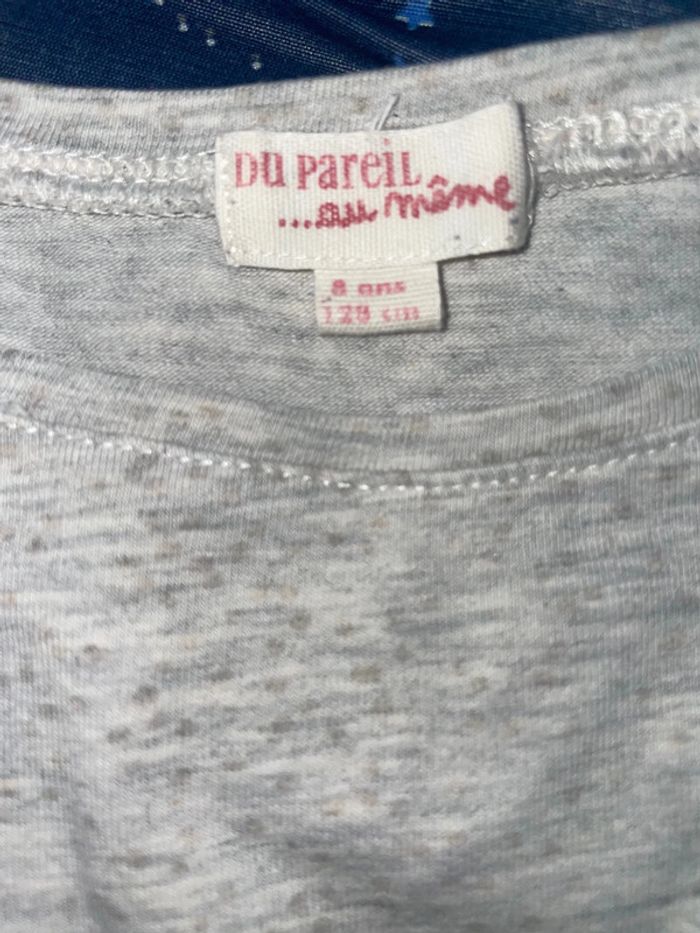 DU PAREIL
...au même
8 ans
128 cm